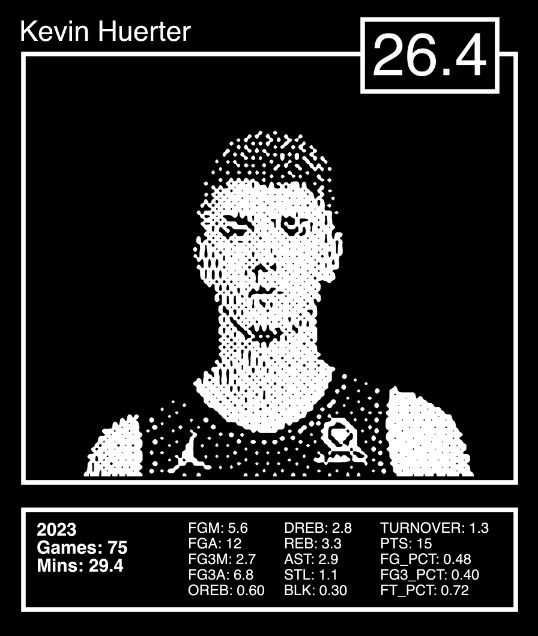 Kevin Huerter
26.4
2023
Games: 75
Mins: 29.4
FGM: 5.6
FGA: 12
FG3M: 2.7
FG3A: 6.8
OREB: 0.60
DREB: 2.8
REB: 3.3
AST: 2.9
STL: 1.1
BLK: 0.30
TURNOVER: 1.3
PTS: 15
FG_PCT: 0.48
FG3_PCT: 0.40
FT_PCT: 0.72